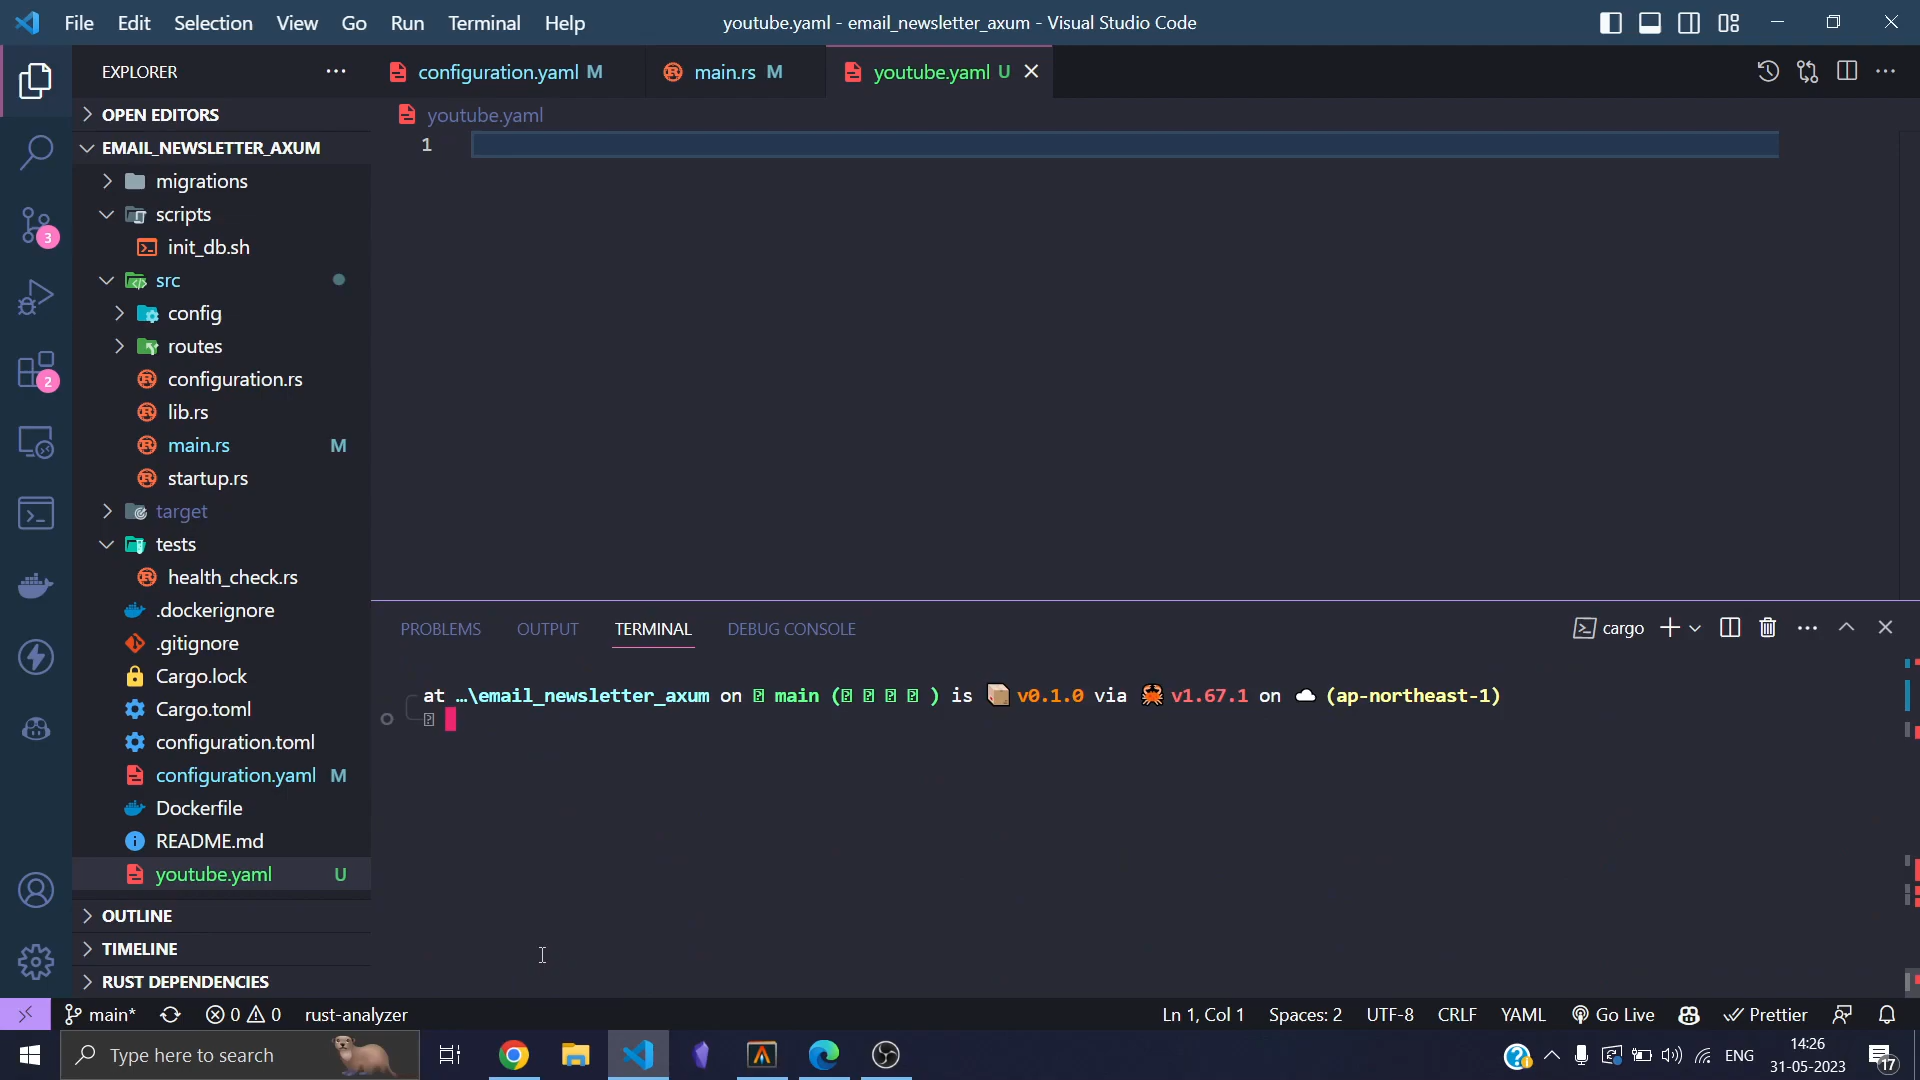 File Edit Selection View Go Run Terminal Help
youtube.yaml - email_newsletter_axum - Visual Studio Code
EXPLORER
configuration.yaml M
main.rs M
youtube.yaml U
OPEN EDITORS
EMAIL_NEWSLETTER_AXUM
migrations
scripts
init_db.sh
src
config
routes
configuration.rs
lib.rs
main.rs M
startup.rs
target
tests
health_check.rs
.dockerignore
.gitignore
Cargo.lock
Cargo.toml
configuration.toml
configuration.yaml M
Dockerfile
README.md
youtube.yaml U
OUTLINE
TIMELINE
RUST DEPENDENCIES
3
2
youtube.yaml
1
PROBLEMS OUTPUT TERMINAL DEBUG CONSOLE
cargo
at …\email_newsletter_axum on main ( ) is v0.1.0 via v1.67.1 on (ap-northeast-1)
main* 0 0 rust-analyzer
Ln 1, Col 1 Spaces: 2 UTF-8 CRLF YAML Go Live Prettier
Type here to search
ENG
14:26
31-05-2023
17